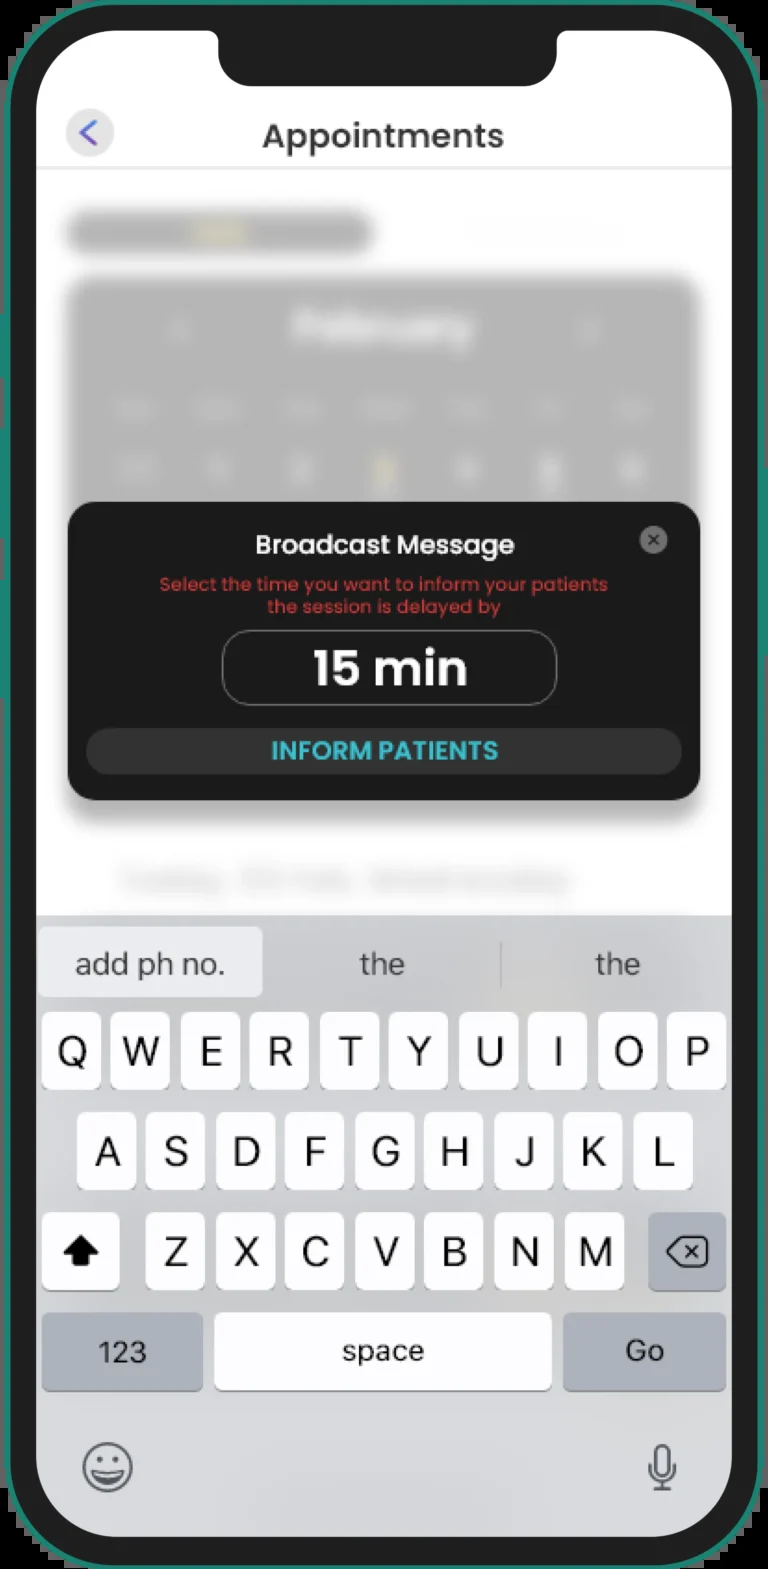 Appointments
February
Broadcast Message
Select the time you want to inform your patients
the session is delayed by
15 min
INFORM PATIENTS
add ph no. the the
Q W E R T Y U I O P
A S D F G H J K L
Z X C V B N M
123 space Go